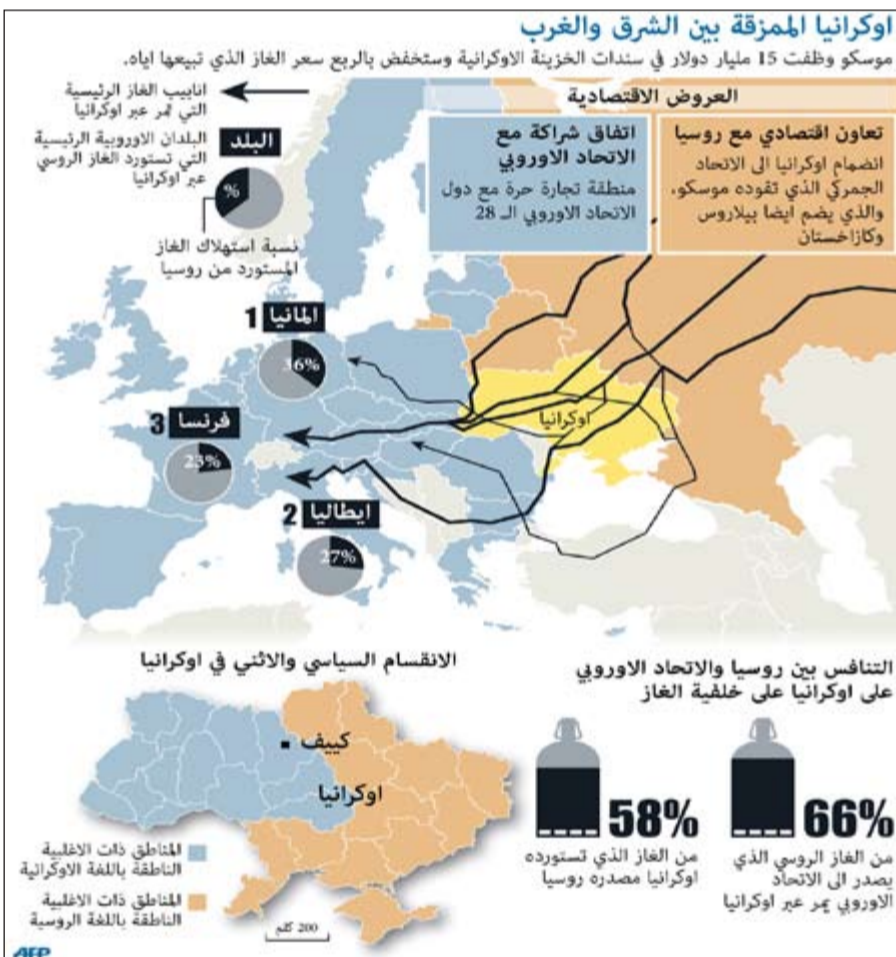 اوكرانيا الممزقة بين الشرق والغرب
موسكو وظفت 15 مليار دولار في سندات الخزينة الاوكرانية وستخفض بالربع سعر الغاز الذي تبيعها اياه.
العروض الاقتصادية
تعاون اقتصادي مع روسيا
انضمام اوكرانيا الى الاتحاد
الجمركي الذي تقوده موسكو،
والذي يضم ايضا بيلاروس
وكازاخستان
اتفاق شراكة مع
الاتحاد الاوروبي
منطقة تجارة حرة مع دول
الاتحاد الاوروبي الـ 28
انابيب الغاز الرئيسية
التي تمر عبر اوكرانيا
البلد
البلدان الاوروبية الرئيسية
التي تستورد الغاز الروسي
عبر اوكرانيا
%
نسبة استهلاك الغاز
المستورد من روسيا
المانيا 1
36%
فرنسا 3
23%
ايطاليا 2
27%
اوكرانيا
التنافس بين روسيا والاتحاد الاوروبي
على اوكرانيا على خلفية الغاز
66%
من الغاز الروسي الذي
يصدر الى الاتحاد
الاوروبي يمر عبر اوكرانيا
58%
من الغاز الذي تستورده
اوكرانيا مصدره روسيا
الانقسام السياسي والاثني في اوكرانيا
كييف
اوكرانيا
المناطق ذات الاغلبية
الناطقة باللغة الاوكرانية
المناطق ذات الاغلبية
الناطقة باللغة الروسية
200 كلم
AFP